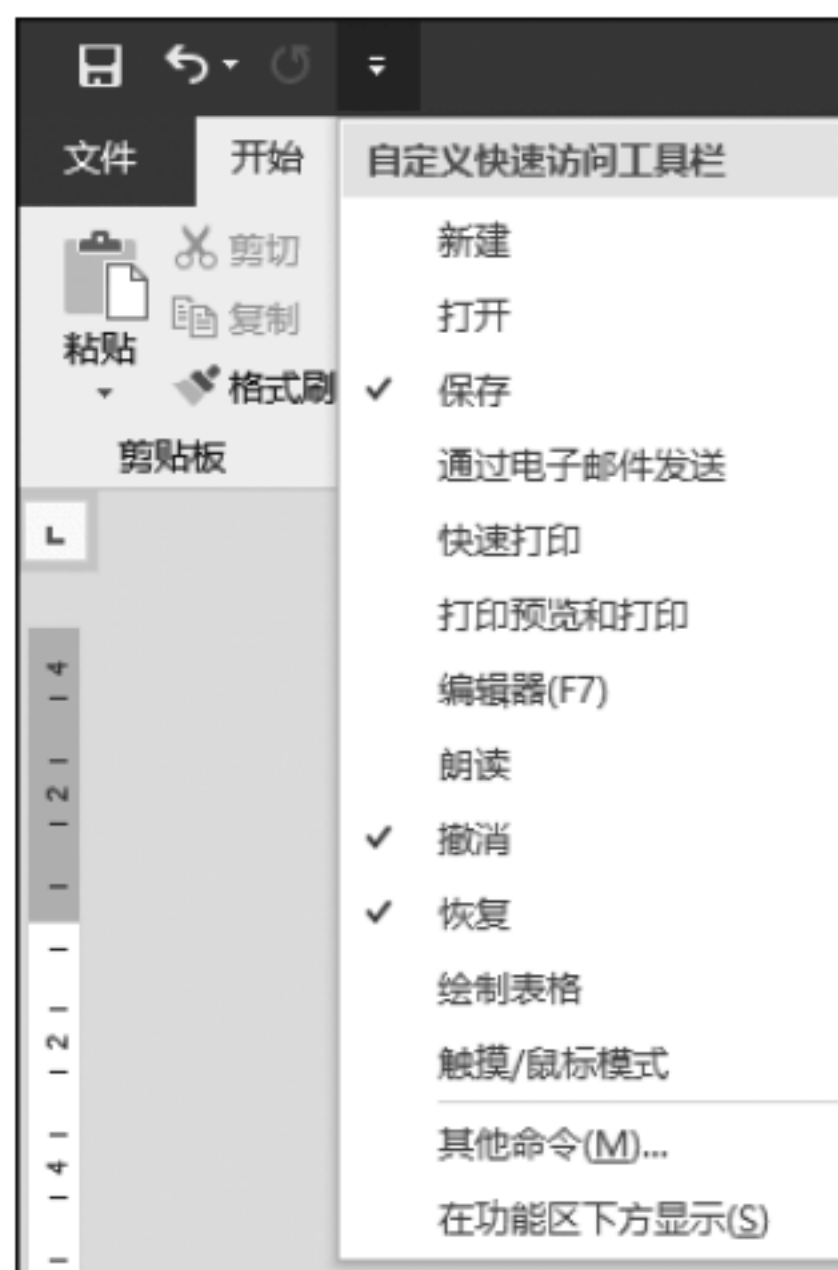 文件
开始
自定义快速访问工具栏
粘贴
剪切
复制
格式刷
剪贴板
新建
打开
保存
通过电子邮件发送
快速打印
打印预览和打印
编辑器(F7)
朗读
撤消
恢复
绘制表格
触摸/鼠标模式
其他命令(M)...
在功能区下方显示(S)
L
4
2
2
4